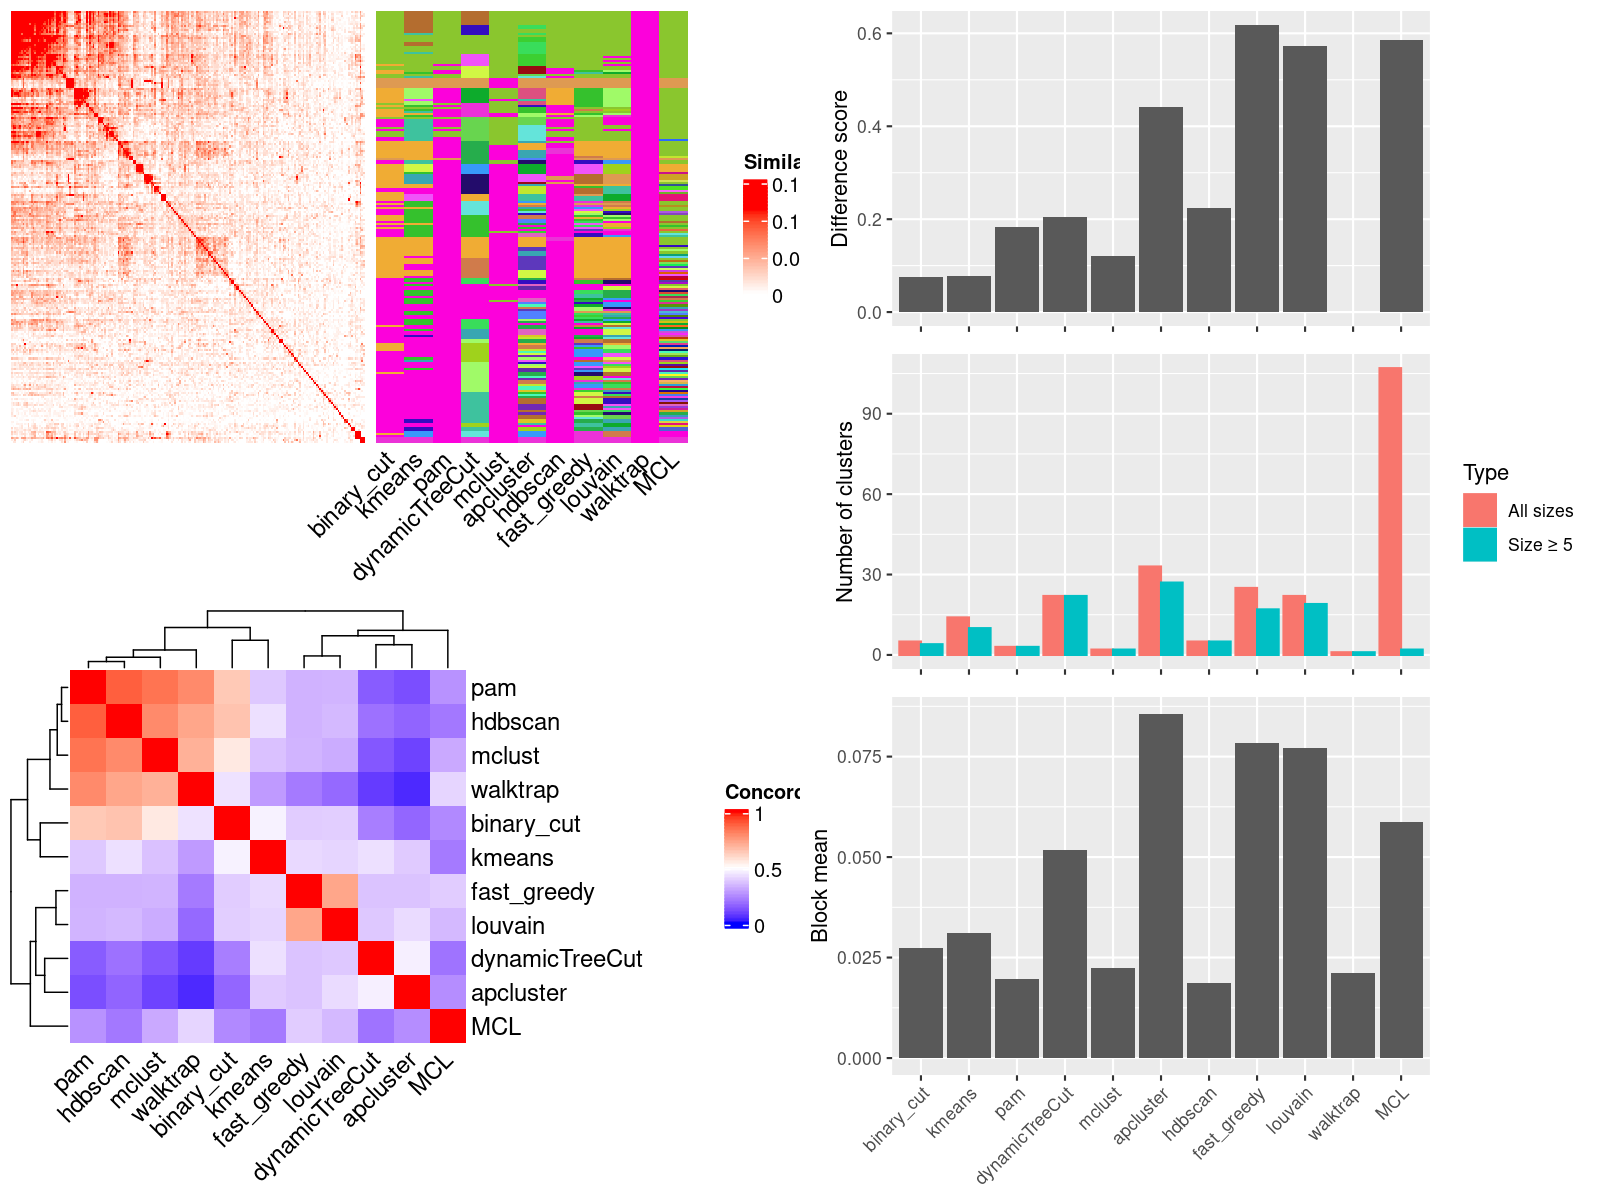 Simila
0.1
0.1
0.0
0
binary_cut
kmeans
pam
dynamicTreeCut
mclust
apcluster
hdbscan
fast_greedy
louvain
walktrap
MCL
pam
hdbscan
mclust
walktrap
binary_cut
kmeans
fast_greedy
louvain
dynamicTreeCut
apcluster
MCL
pam
hdbscan
mclust
walktrap
binary_cut
kmeans
fast_greedy
louvain
dynamicTreeCut
apcluster
MCL
Concord
1
0.5
0
Difference score
0.6
0.4
0.2
0.0
Number of clusters
90
60
30
0
Type
All sizes
Size ≥ 5
Block mean
0.075
0.050
0.025
0.000
binary_cut
kmeans
pam
dynamicTreeCut
mclust
apcluster
hdbscan
fast_greedy
louvain
walktrap
MCL